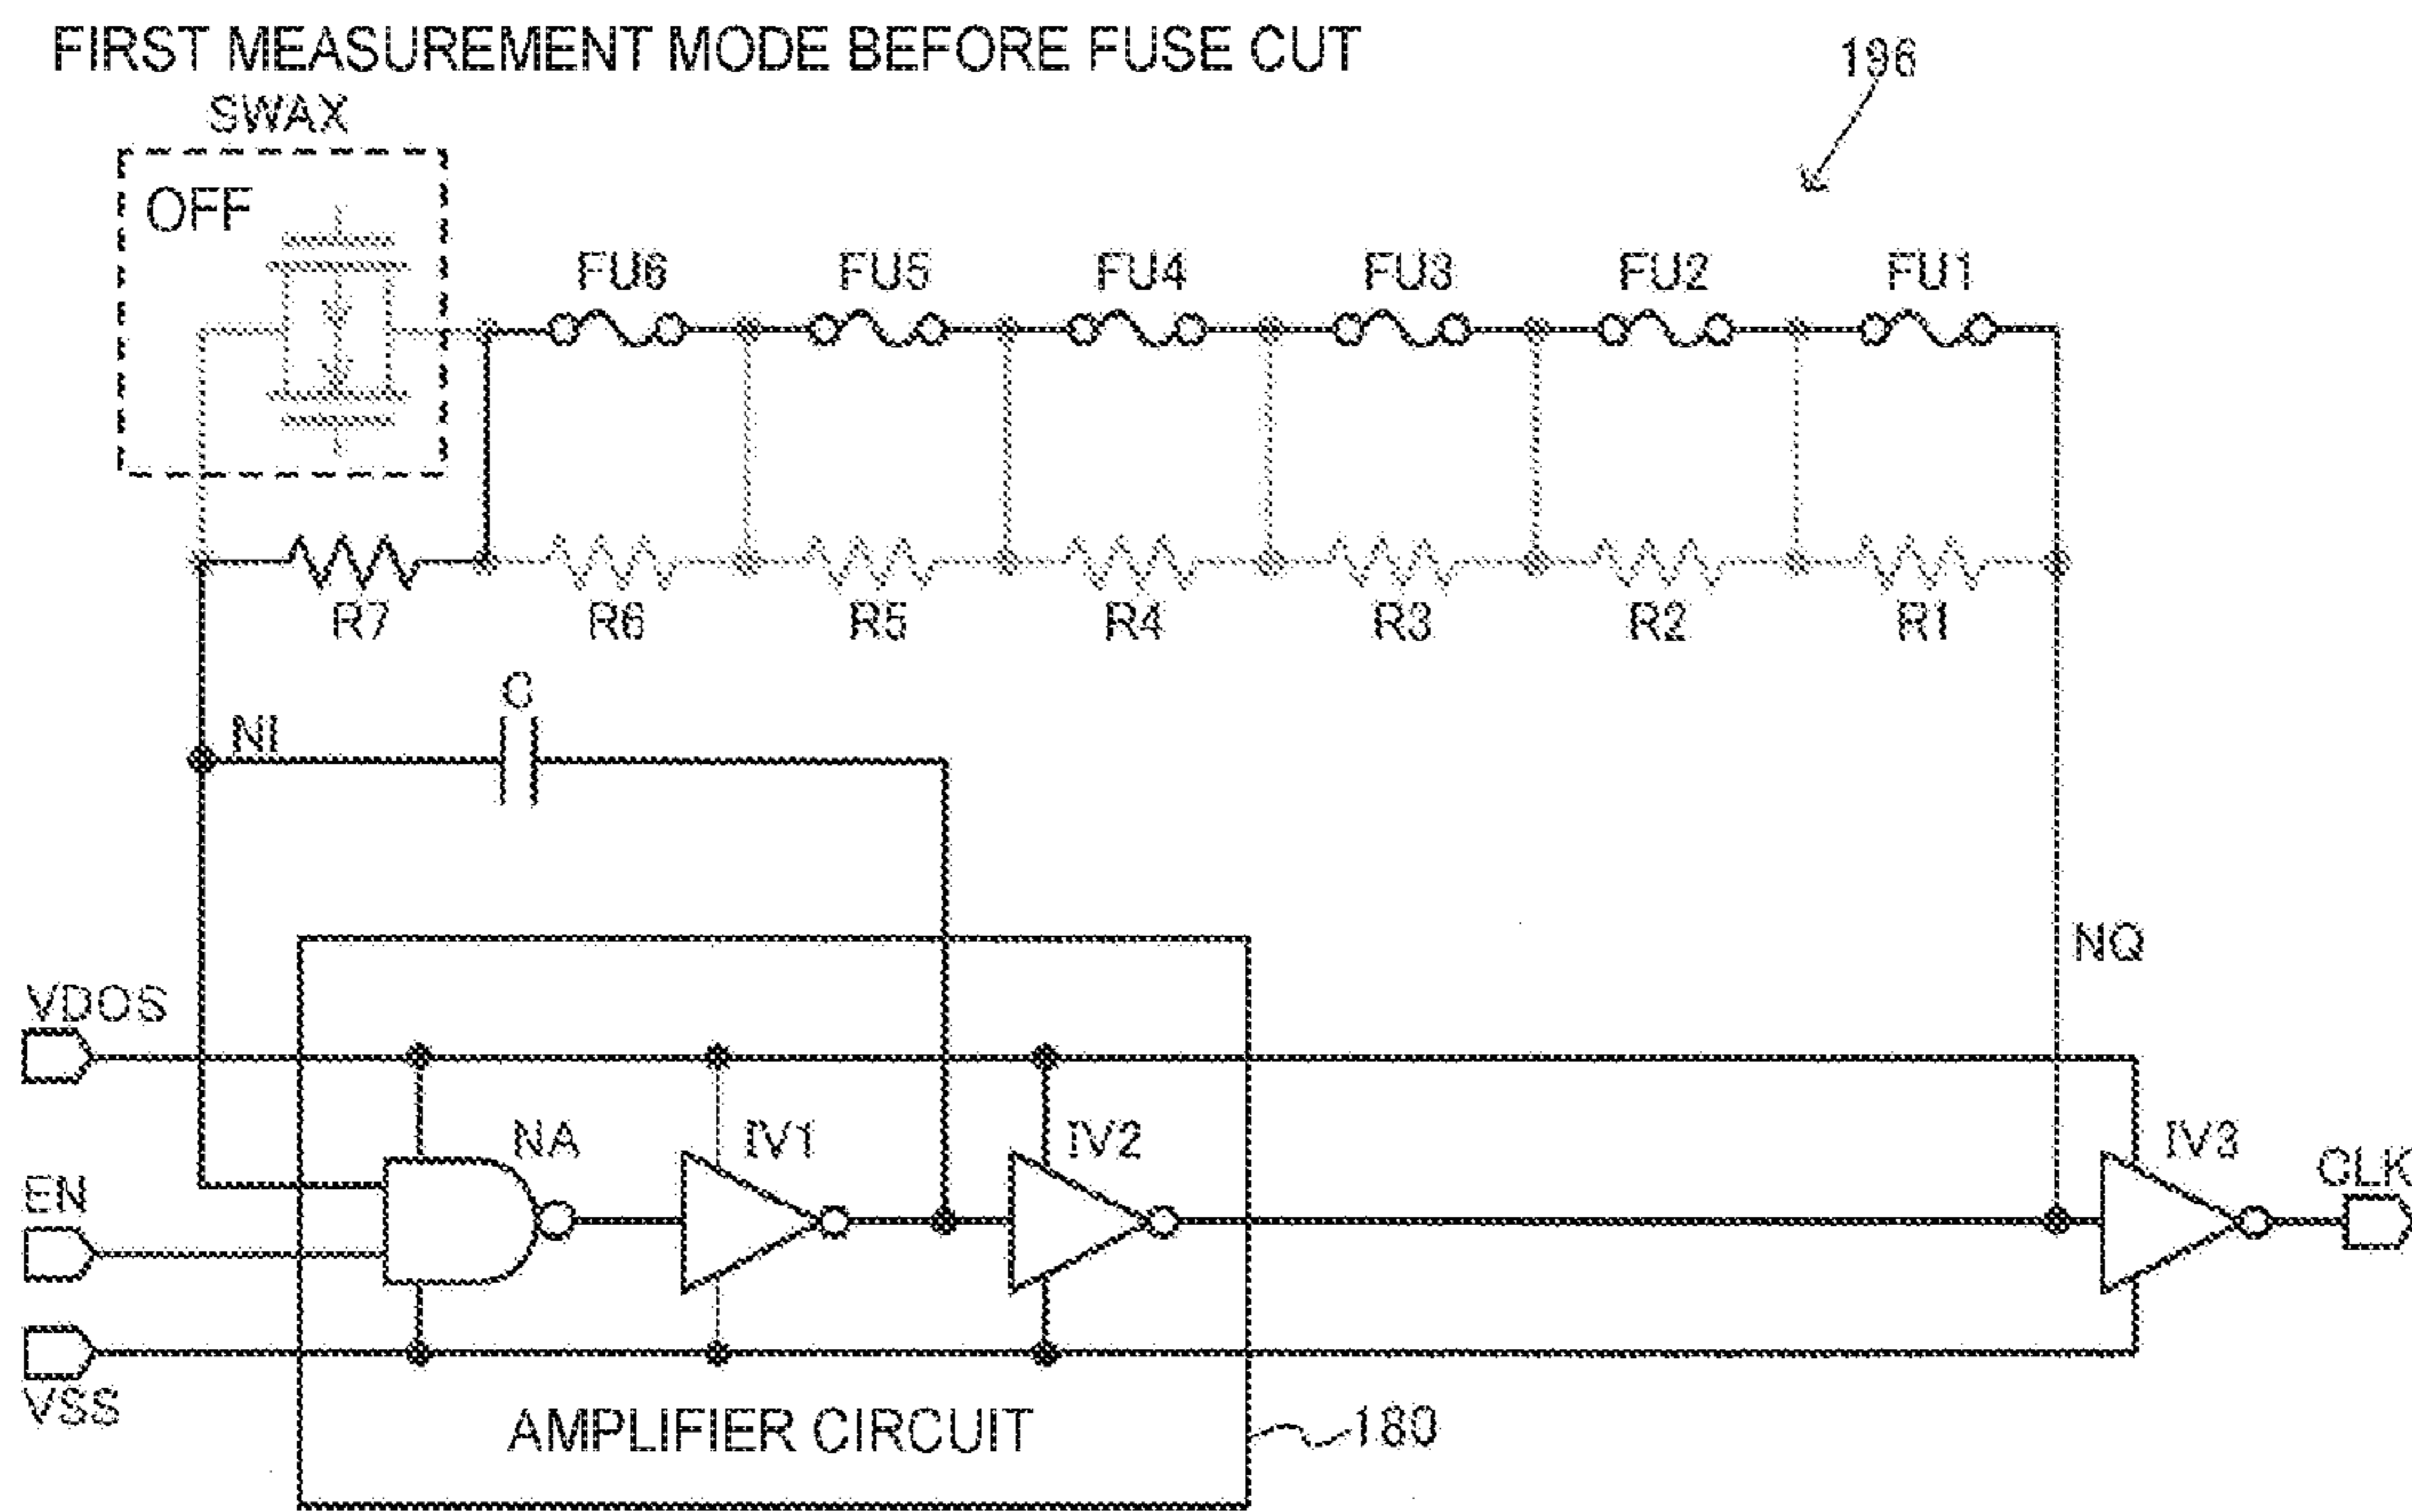 FIRST MEASUREMENT MODE BEFORE FUSE CUT
196
SWAX
OFF
FU6 FU5 FU4 FU3 FU2 FU1
R7 R6 R5 R4 R3 R2 R1
C
NI
NQ
VDOS
NA IV1 IV2 IV3
EN
CLK
VSS
AMPLIFIER CIRCUIT
180